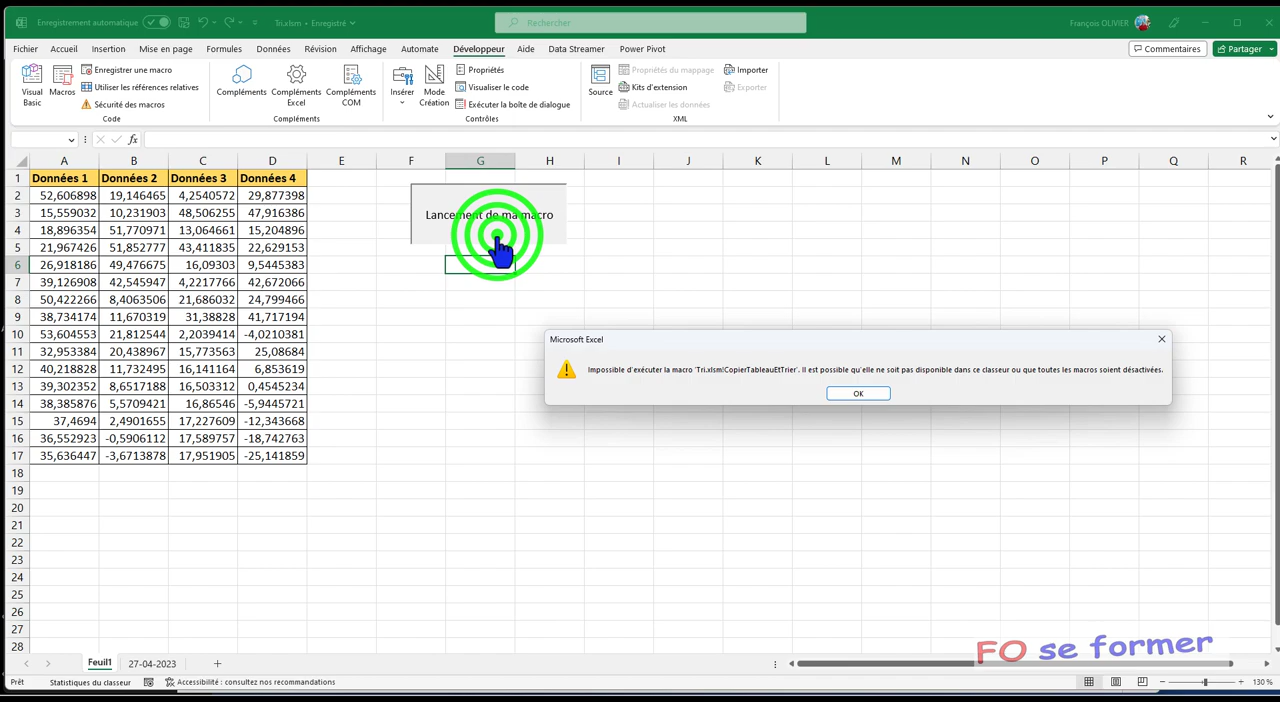 Enregistrement automatique
Tri.xlsm • Enregistré
Rechercher
François OLIVIER
Fichier Accueil Insertion Mise en page Formules Données Révision Affichage Automate Développeur Aide Data Streamer Power Pivot
Commentaires Partager
Visual Basic
Macros
Enregistrer une macro
Utiliser les références relatives
Sécurité des macros
Code
Compléments
Compléments Excel
Compléments COM
Compléments
Insérer
Mode Création
Propriétés
Visualiser le code
Exécuter la boîte de dialogue
Contrôles
Source
Propriétés du mappage
Kits d'extension
Actualiser les données
Importer
Exporter
XML
fx
A B C D E F G H I J K L M N O P Q R
1 Données 1 Données 2 Données 3 Données 4
2 52,606898 19,146465 4,2540572 29,877398
3 15,559032 10,231903 48,506255 47,916386
4 18,896354 51,770971 13,064661 15,204896
5 21,967426 51,852777 43,411835 22,629153
6 26,918186 49,476675 16,09303 9,5445383
7 39,126908 42,545947 4,2217766 42,672066
8 50,422266 8,4063506 21,686032 24,799466
9 38,734174 11,670319 31,38828 41,717194
10 53,604553 21,812544 2,2039414 -4,0210381
11 32,953384 20,438967 15,773563 25,08684
12 40,218828 11,732495 16,141164 6,853619
13 39,302352 8,6517188 16,503312 0,4545234
14 38,385876 5,5709421 16,86546 -5,9445721
15 37,4694 2,4901655 17,227609 -12,343668
16 36,552923 -0,5906112 17,589757 -18,742763
17 35,636447 -3,6713878 17,951905 -25,141859
18
19
20
21
22
23
24
25
26
27
28
Lancement de ma macro
Microsoft Excel
Impossible d'exécuter la macro 'Tri.xlsm!CopierTableauEtTrier'. Il est possible qu'elle ne soit pas disponible dans ce classeur ou que toutes les macros soient désactivées.
OK
FO se former
Feuil1 27-04-2023
Prêt Statistiques du classeur Accessibilité : consultez nos recommandations
130 %